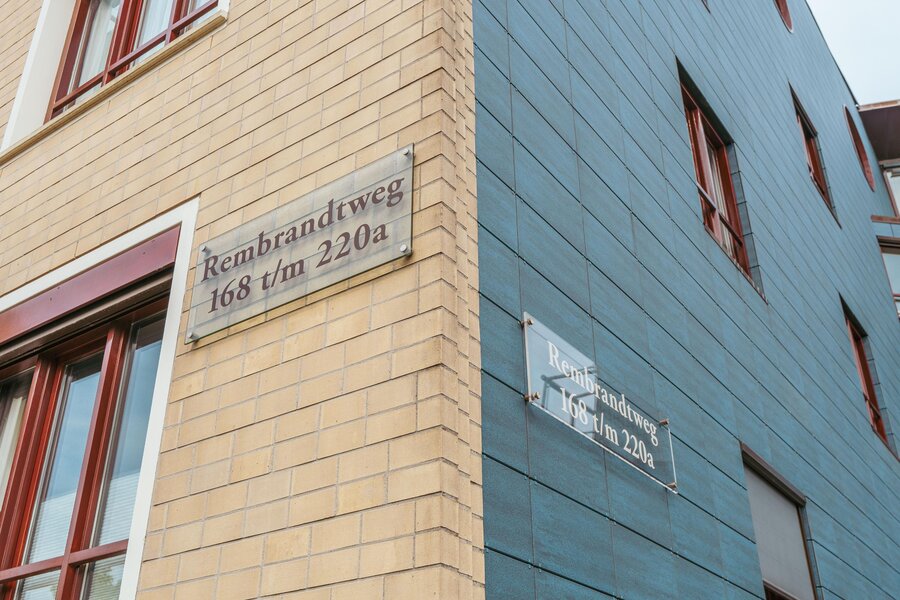 Rembrandtweg
168 t/m 220a
Rembrandtweg
168 t/m 220a